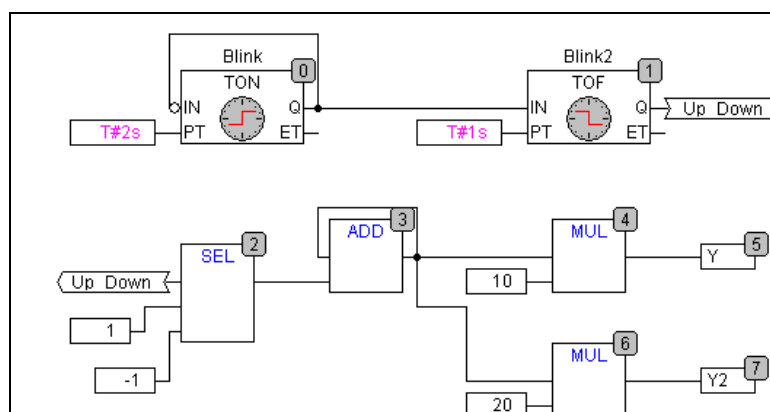 Blink
Blink2
0
1
TON
TOF
IN
Q
IN
Q
Up Down
T#2s
PT
ET
T#1s
PT
ET
2
3
4
5
SEL
ADD
MUL
Y
Up Down
10
1
6
7
MUL
-1
Y2
20